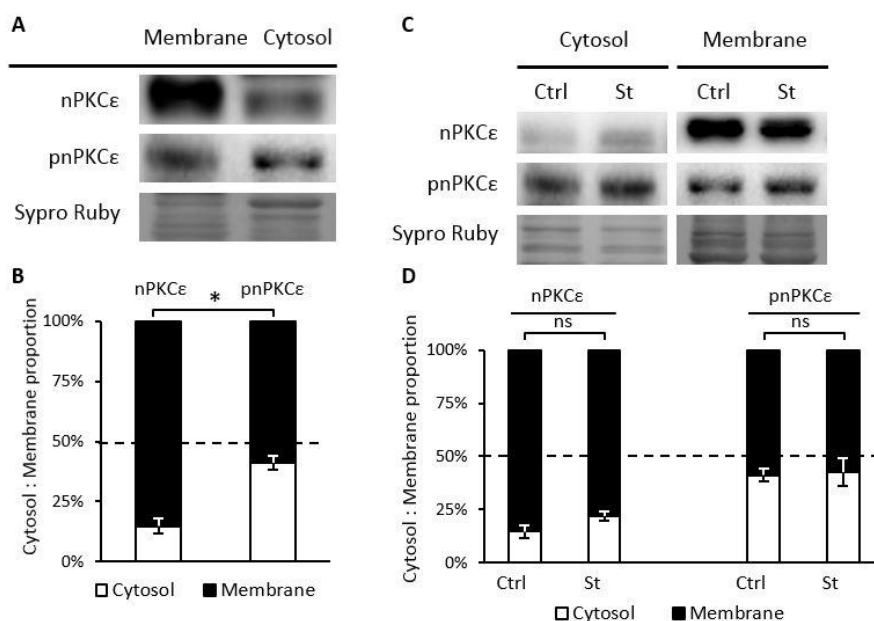 A
Membrane Cytosol
nPKCε
pnPKCε
Sypro Ruby
B
nPKCε * pnPKCε
Cytosol : Membrane proportion
100%
75%
50%
25%
0%
Cytosol Membrane
C
Cytosol Membrane
Ctrl St Ctrl St
nPKCε
pnPKCε
Sypro Ruby
D
nPKCε pnPKCε
ns ns
Cytosol : Membrane proportion
100%
75%
50%
25%
0%
Ctrl St Ctrl St
Cytosol Membrane